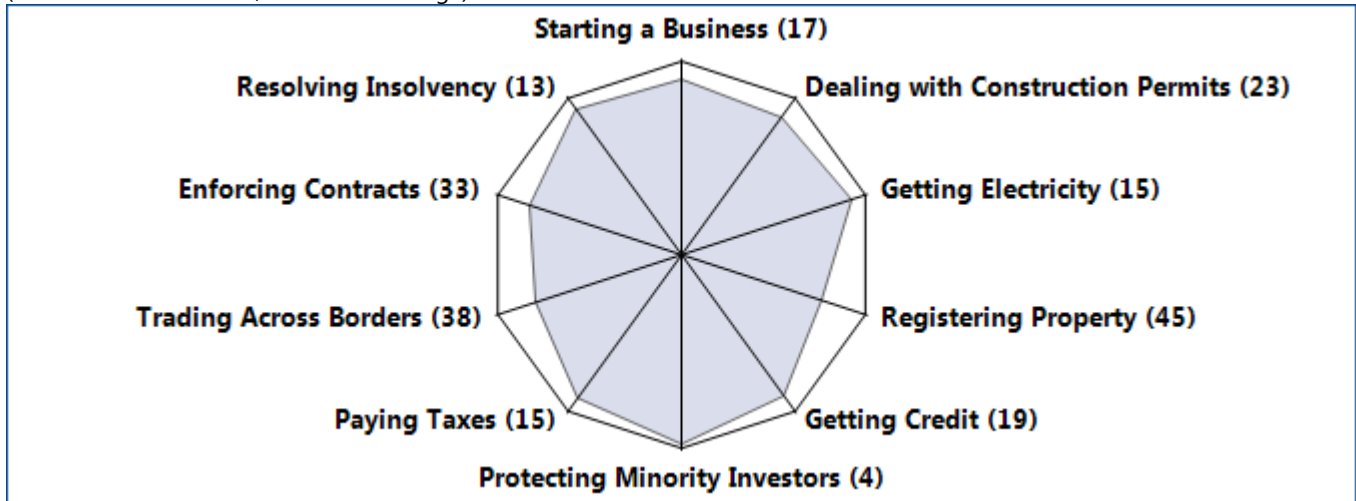 Starting a Business (17)
Resolving Insolvency (13)
Dealing with Construction Permits (23)
Enforcing Contracts (33)
Getting Electricity (15)
Trading Across Borders (38)
Registering Property (45)
Paying Taxes (15)
Getting Credit (19)
Protecting Minority Investors (4)